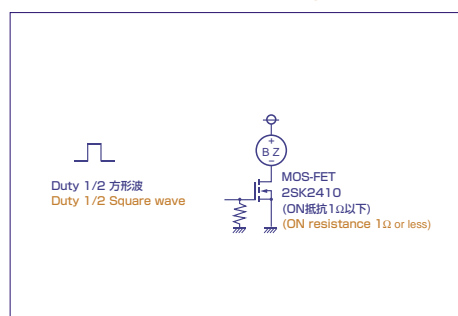 Duty 1/2 方形波
Duty 1/2 Square wave
+
B Z
−
MOS-FET
2SK2410
(ON抵抗1Ω以下)
(ON resistance 1Ω or less)